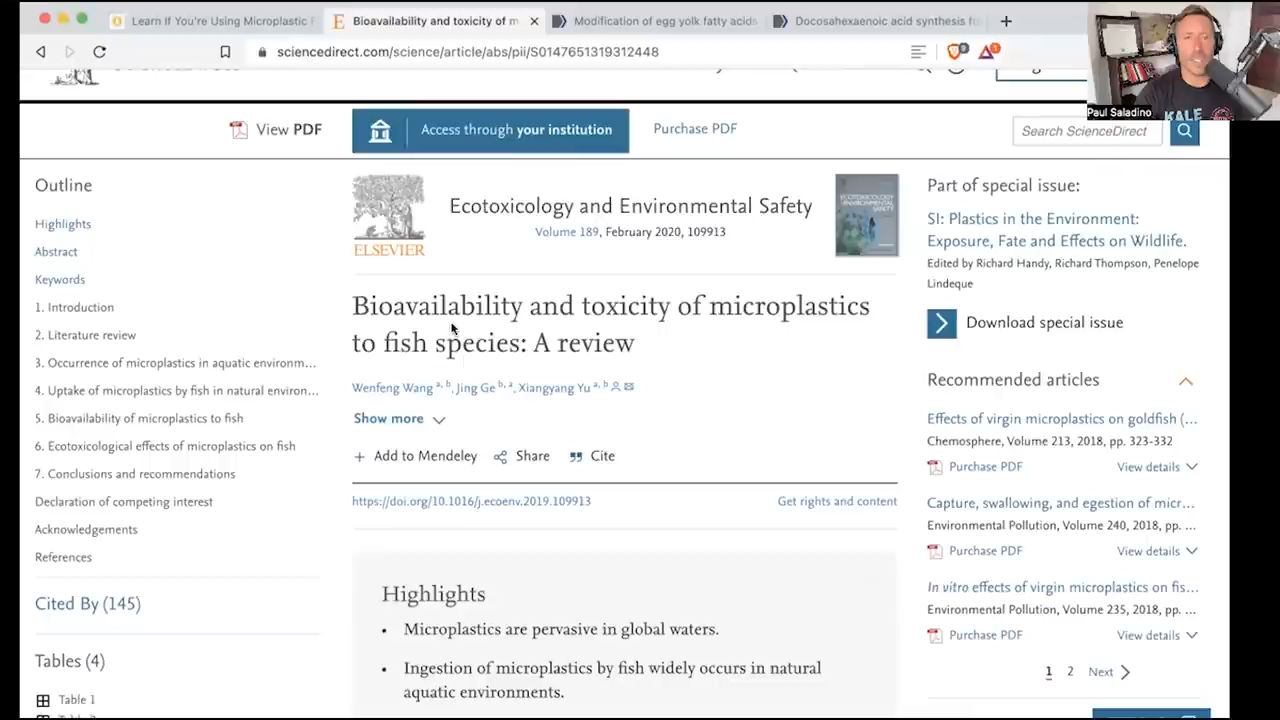 Learn If You're Using Microplastic F
Bioavailability and toxicity of m
Modification of egg yolk fatty acids
Docosahexaenoic acid synthesis fo
sciencedirect.com/science/article/abs/pii/S0147651319312448
Paul Saladino
KALE
View PDF
Access through your institution
Purchase PDF
Search ScienceDirect
Outline
Highlights
Abstract
Keywords
1. Introduction
2. Literature review
3. Occurrence of microplastics in aquatic environm...
4. Uptake of microplastics by fish in natural environ...
5. Bioavailability of microplastics to fish
6. Ecotoxicological effects of microplastics on fish
7. Conclusions and recommendations
Declaration of competing interest
Acknowledgements
References
Cited By (145)
Tables (4)
Table 1
ELSEVIER
Ecotoxicology and Environmental Safety
Volume 189, February 2020, 109913
Bioavailability and toxicity of microplastics
to fish species: A review
Wenfeng Wang a, b, Jing Ge b, a, Xiangyang Yu a, b
Show more
Add to Mendeley
Share
Cite
https://doi.org/10.1016/j.ecoenv.2019.109913
Get rights and content
Highlights
• Microplastics are pervasive in global waters.
• Ingestion of microplastics by fish widely occurs in natural
aquatic environments.
Part of special issue:
SI: Plastics in the Environment:
Exposure, Fate and Effects on Wildlife.
Edited by Richard Handy, Richard Thompson, Penelope
Lindeque
Download special issue
Recommended articles
Effects of virgin microplastics on goldfish (...
Chemosphere, Volume 213, 2018, pp. 323-332
Purchase PDF
View details
Capture, swallowing, and egestion of micr...
Environmental Pollution, Volume 240, 2018, pp. ...
Purchase PDF
View details
In vitro effects of virgin microplastics on fis...
Environmental Pollution, Volume 235, 2018, pp. ...
Purchase PDF
View details
1 2 Next